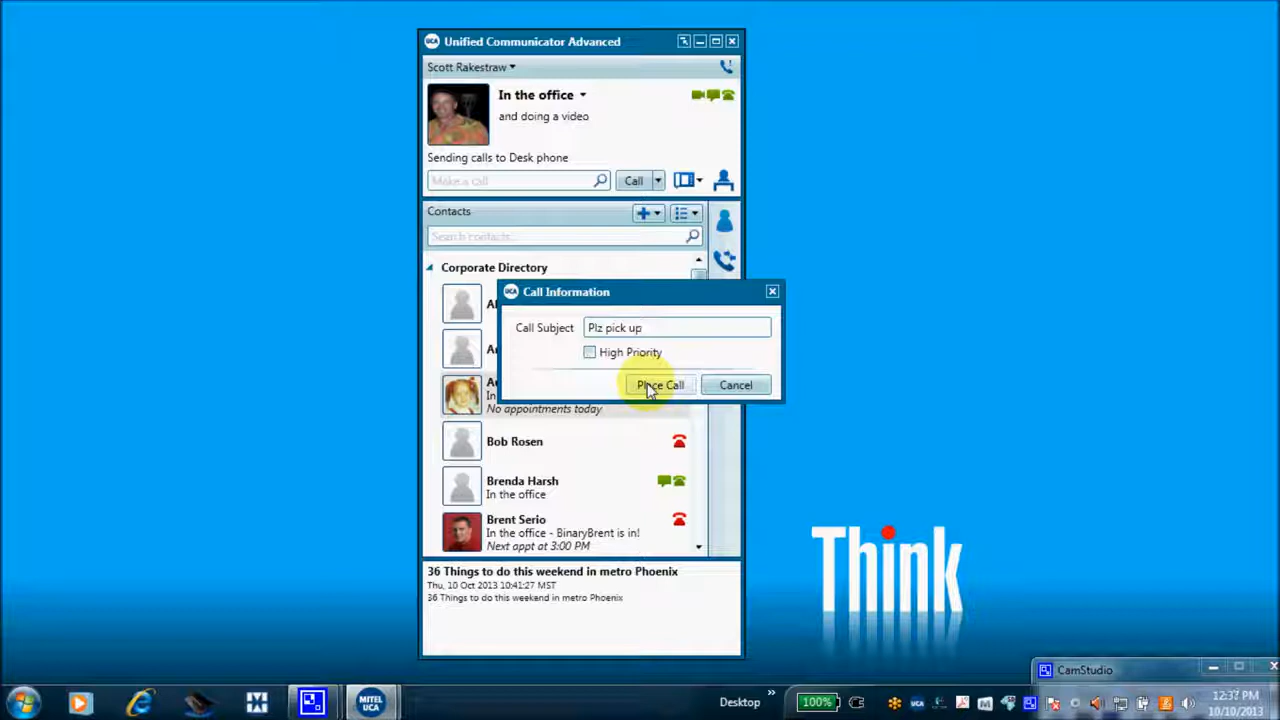 UCA Unified Communicator Advanced
Scott Rakestraw
In the office
and doing a video
Sending calls to Desk phone
Make a call
Call
Contacts
Search contacts...
Corporate Directory
UCA Call Information
Call Subject Plz pick up
High Priority
Place Call Cancel
No appointments today
Bob Rosen
Brenda Harsh
In the office
Brent Serio
In the office - BinaryBrent is in!
Next appt at 3:00 PM
36 Things to do this weekend in metro Phoenix
Thu, 10 Oct 2013 10:41:27 MST
36 Things to do this weekend in metro Phoenix
Think
CamStudio
MITEL
UCA
Desktop
100%
UCA
12:37 PM
10/10/2013